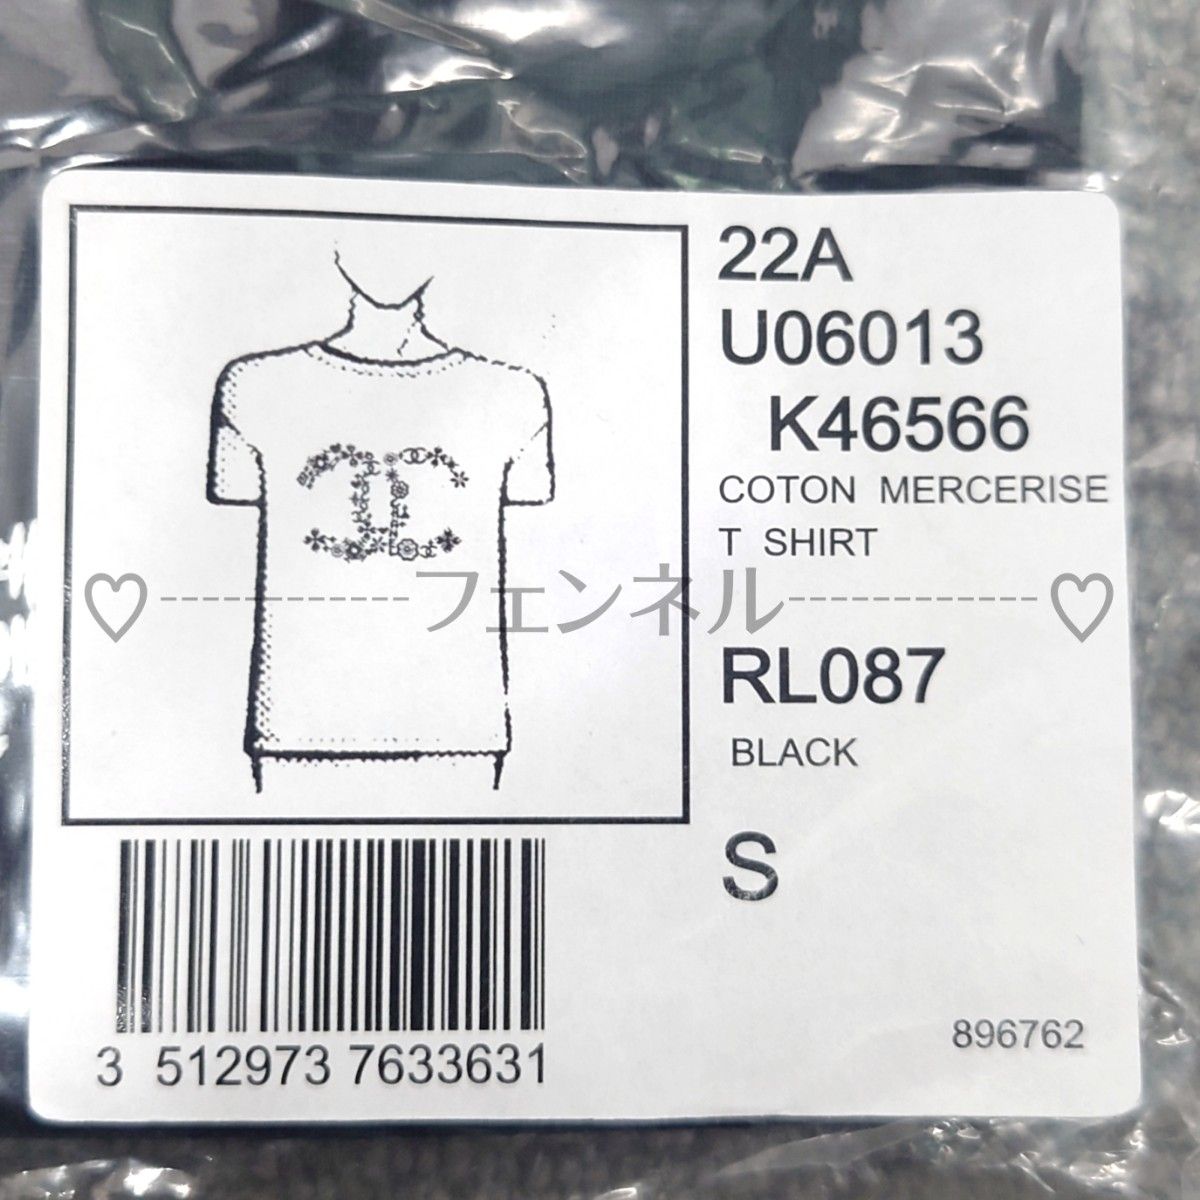 22A
U06013
K46566
COTON MERCERISE
T SHIRT
♡------------フェンネル------------♡
RL087
BLACK
S
3 512973 7633631
896762